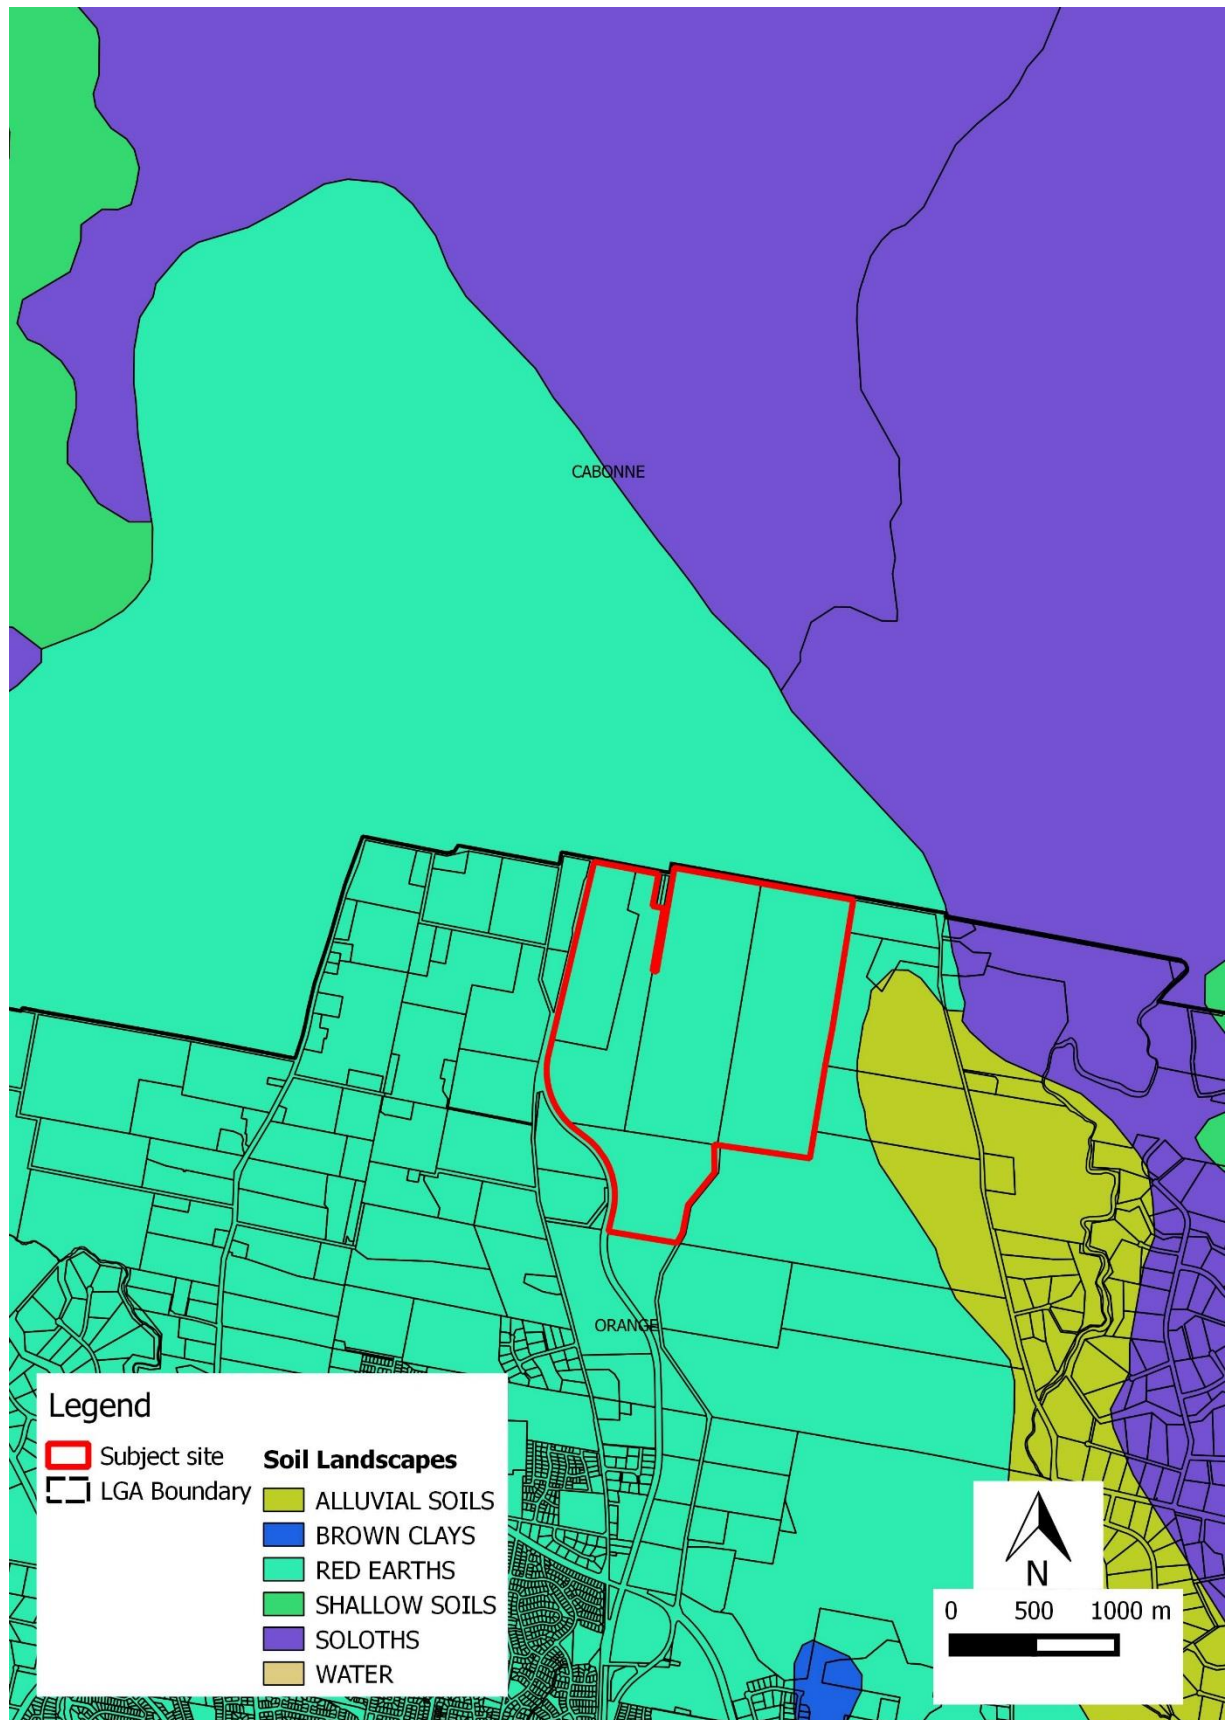 CABONNE
ORANGE
Legend
Subject site
LGA Boundary
Soil Landscapes
ALLUVIAL SOILS
BROWN CLAYS
RED EARTHS
SHALLOW SOILS
SOLOTHS
WATER
N
0 500 1000 m